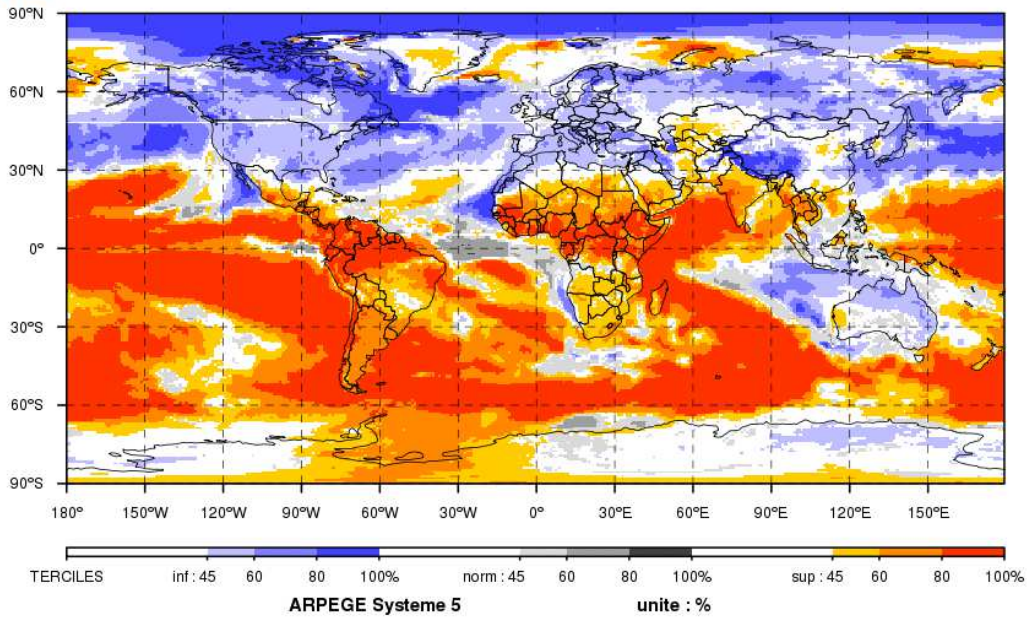 90ºN
60ºN
30ºN
0º
30ºS
60ºS
90ºS
180º 150ºW 120ºW 90ºW 60ºW 30ºW 0º 30ºE 60ºE 90ºE 120ºE 150ºE
TERCILES inf : 45 60 80 100% norm : 45 60 80 100% sup : 45 60 80 100%
ARPEGE Systeme 5 unite : %